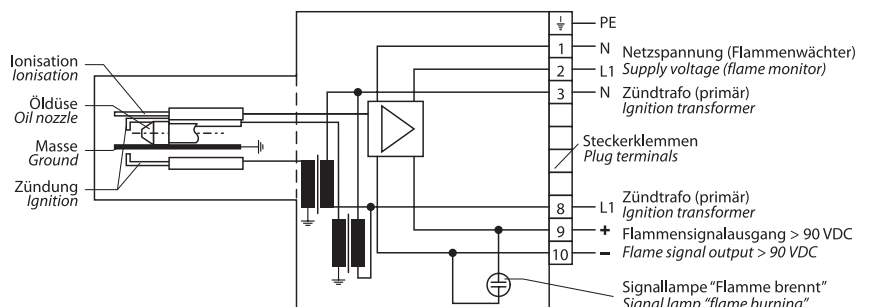 Ionisation
Ionisation
Öldüse
Oil nozzle
Masse
Ground
Zündung
Ignition
PE
1 N Netzspannung (Flammenwächter)
2 L1 Supply voltage (flame monitor)
3 N Zündtrafo (primär)
Ignition transformer
Steckerklemmen
Plug terminals
Zündtrafo (primär)
8 L1 Ignition transformer
9 + Flammensignalausgang > 90 VDC
10 – Flame signal output > 90 VDC
Signallampe "Flamme brennt"
Signal lamp "flame burning"